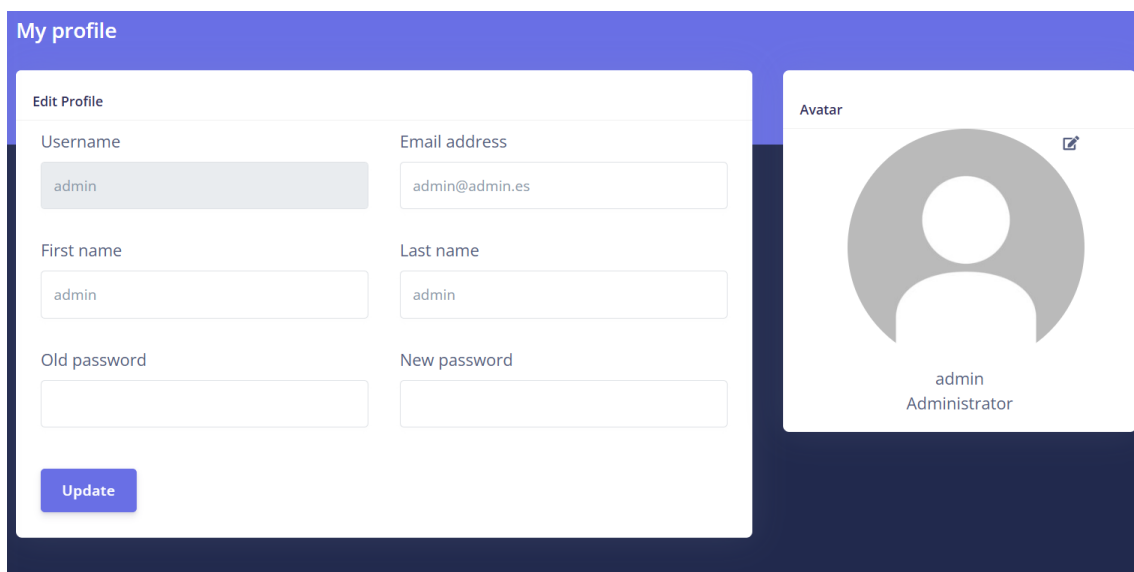 My profile
Edit Profile
Username
Email address
admin
admin@admin.es
First name
Last name
admin
admin
Old password
New password
Update
Avatar
admin
Administrator